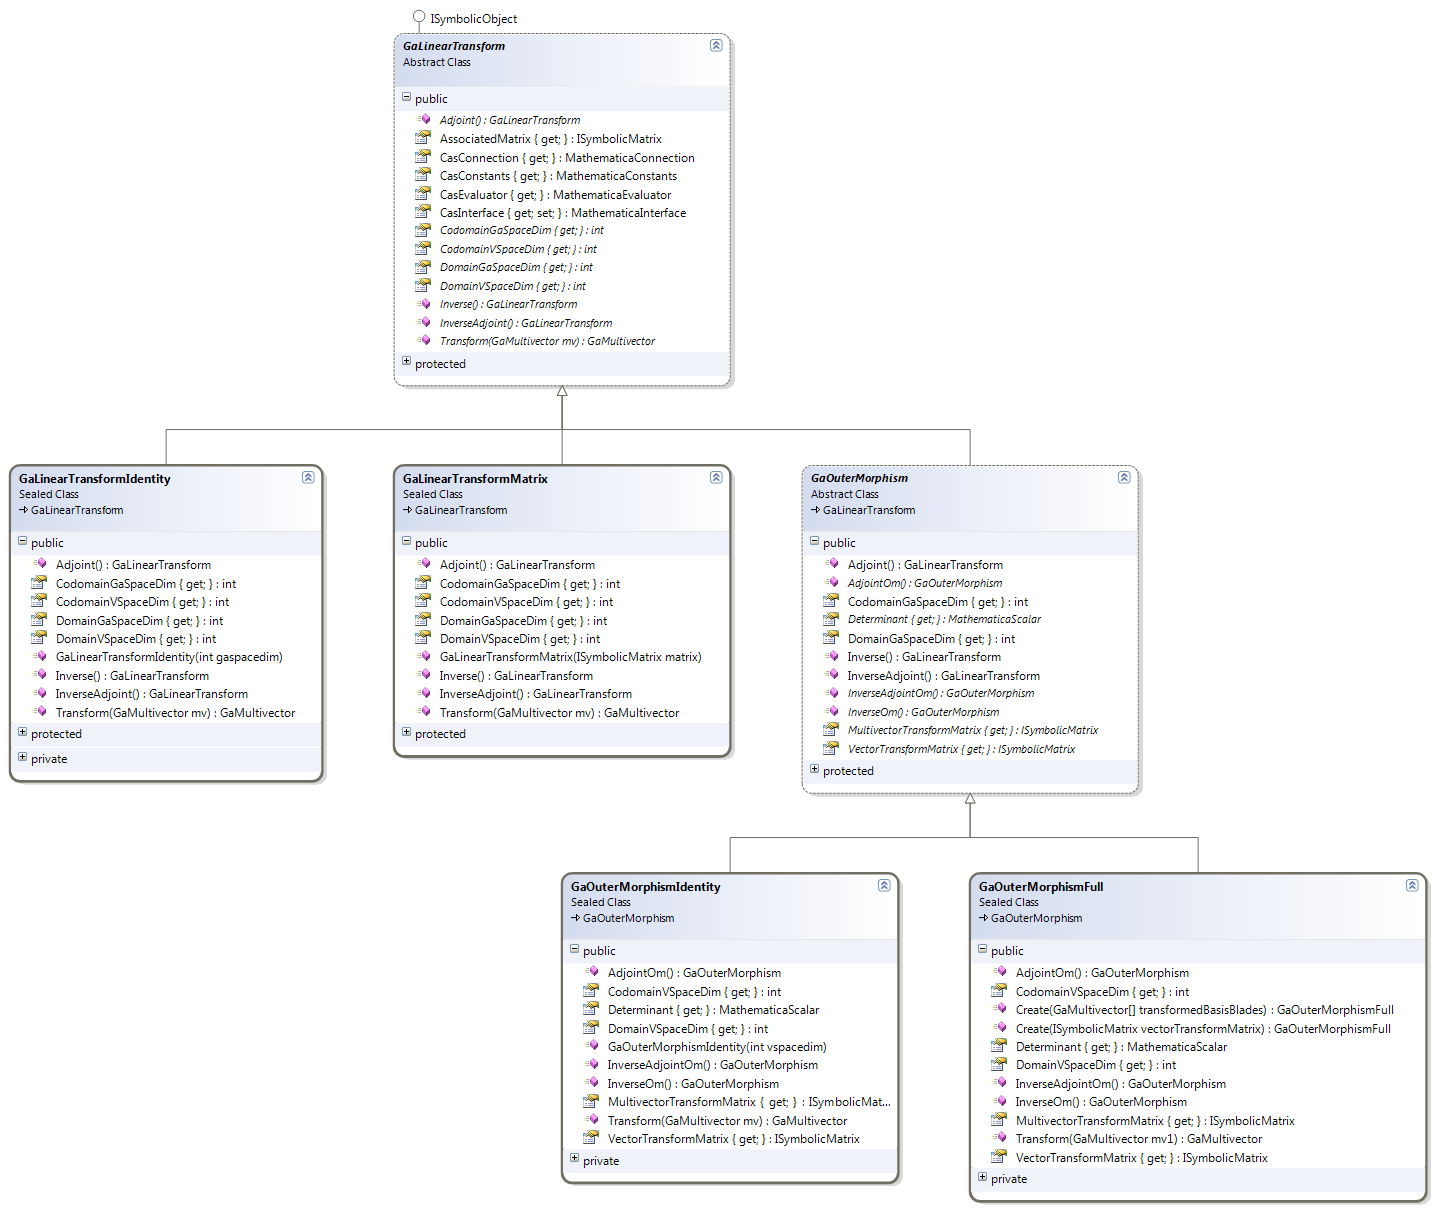 ISymbolicObject
GaLinearTransform
Abstract Class
public
Adjoint() : GaLinearTransform
AssociatedMatrix { get; } : ISymbolicMatrix
CasConnection { get; } : MathematicaConnection
CasConstants { get; } : MathematicaConstants
CasEvaluator { get; } : MathematicaEvaluator
CasInterface { get; set; } : MathematicaInterface
CodomainGaSpaceDim { get; } : int
CodomainVSpaceDim { get; } : int
DomainGaSpaceDim { get; } : int
DomainVSpaceDim { get; } : int
Inverse() : GaLinearTransform
InverseAdjoint() : GaLinearTransform
Transform(GaMultivector mv) : GaMultivector
protected
GaLinearTransformIdentity
Sealed Class
GaLinearTransform
public
Adjoint() : GaLinearTransform
CodomainGaSpaceDim { get; } : int
CodomainVSpaceDim { get; } : int
DomainGaSpaceDim { get; } : int
DomainVSpaceDim { get; } : int
GaLinearTransformIdentity(int gaspacedim)
Inverse() : GaLinearTransform
InverseAdjoint() : GaLinearTransform
Transform(GaMultivector mv) : GaMultivector
protected
private
GaLinearTransformMatrix
Sealed Class
GaLinearTransform
public
Adjoint() : GaLinearTransform
CodomainGaSpaceDim { get; } : int
CodomainVSpaceDim { get; } : int
DomainGaSpaceDim { get; } : int
DomainVSpaceDim { get; } : int
GaLinearTransformMatrix(ISymbolicMatrix matrix)
Inverse() : GaLinearTransform
InverseAdjoint() : GaLinearTransform
Transform(GaMultivector mv) : GaMultivector
protected
GaOuterMorphism
Abstract Class
GaLinearTransform
public
Adjoint() : GaLinearTransform
AdjointOm() : GaOuterMorphism
CodomainGaSpaceDim { get; } : int
Determinant { get; } : MathematicaScalar
DomainGaSpaceDim { get; } : int
Inverse() : GaLinearTransform
InverseAdjoint() : GaLinearTransform
InverseAdjointOm() : GaOuterMorphism
InverseOm() : GaOuterMorphism
MultivectorTransformMatrix { get; } : ISymbolicMatrix
VectorTransformMatrix { get; } : ISymbolicMatrix
protected
GaOuterMorphismIdentity
Sealed Class
GaOuterMorphism
public
AdjointOm() : GaOuterMorphism
CodomainVSpaceDim { get; } : int
Determinant { get; } : MathematicaScalar
DomainVSpaceDim { get; } : int
GaOuterMorphismIdentity(int vspacedim)
InverseAdjointOm() : GaOuterMorphism
InverseOm() : GaOuterMorphism
MultivectorTransformMatrix { get; } : ISymbolicMat...
Transform(GaMultivector mv) : GaMultivector
VectorTransformMatrix { get; } : ISymbolicMatrix
private
GaOuterMorphismFull
Sealed Class
GaOuterMorphism
public
AdjointOm() : GaOuterMorphism
CodomainVSpaceDim { get; } : int
Create(GaMultivector[] transformedBasisBlades) : GaOuterMorphismFull
Create(ISymbolicMatrix vectorTransformMatrix) : GaOuterMorphismFull
Determinant { get; } : MathematicaScalar
DomainVSpaceDim { get; } : int
InverseAdjointOm() : GaOuterMorphism
InverseOm() : GaOuterMorphism
MultivectorTransformMatrix { get; } : ISymbolicMatrix
Transform(GaMultivector mv1) : GaMultivector
VectorTransformMatrix { get; } : ISymbolicMatrix
private